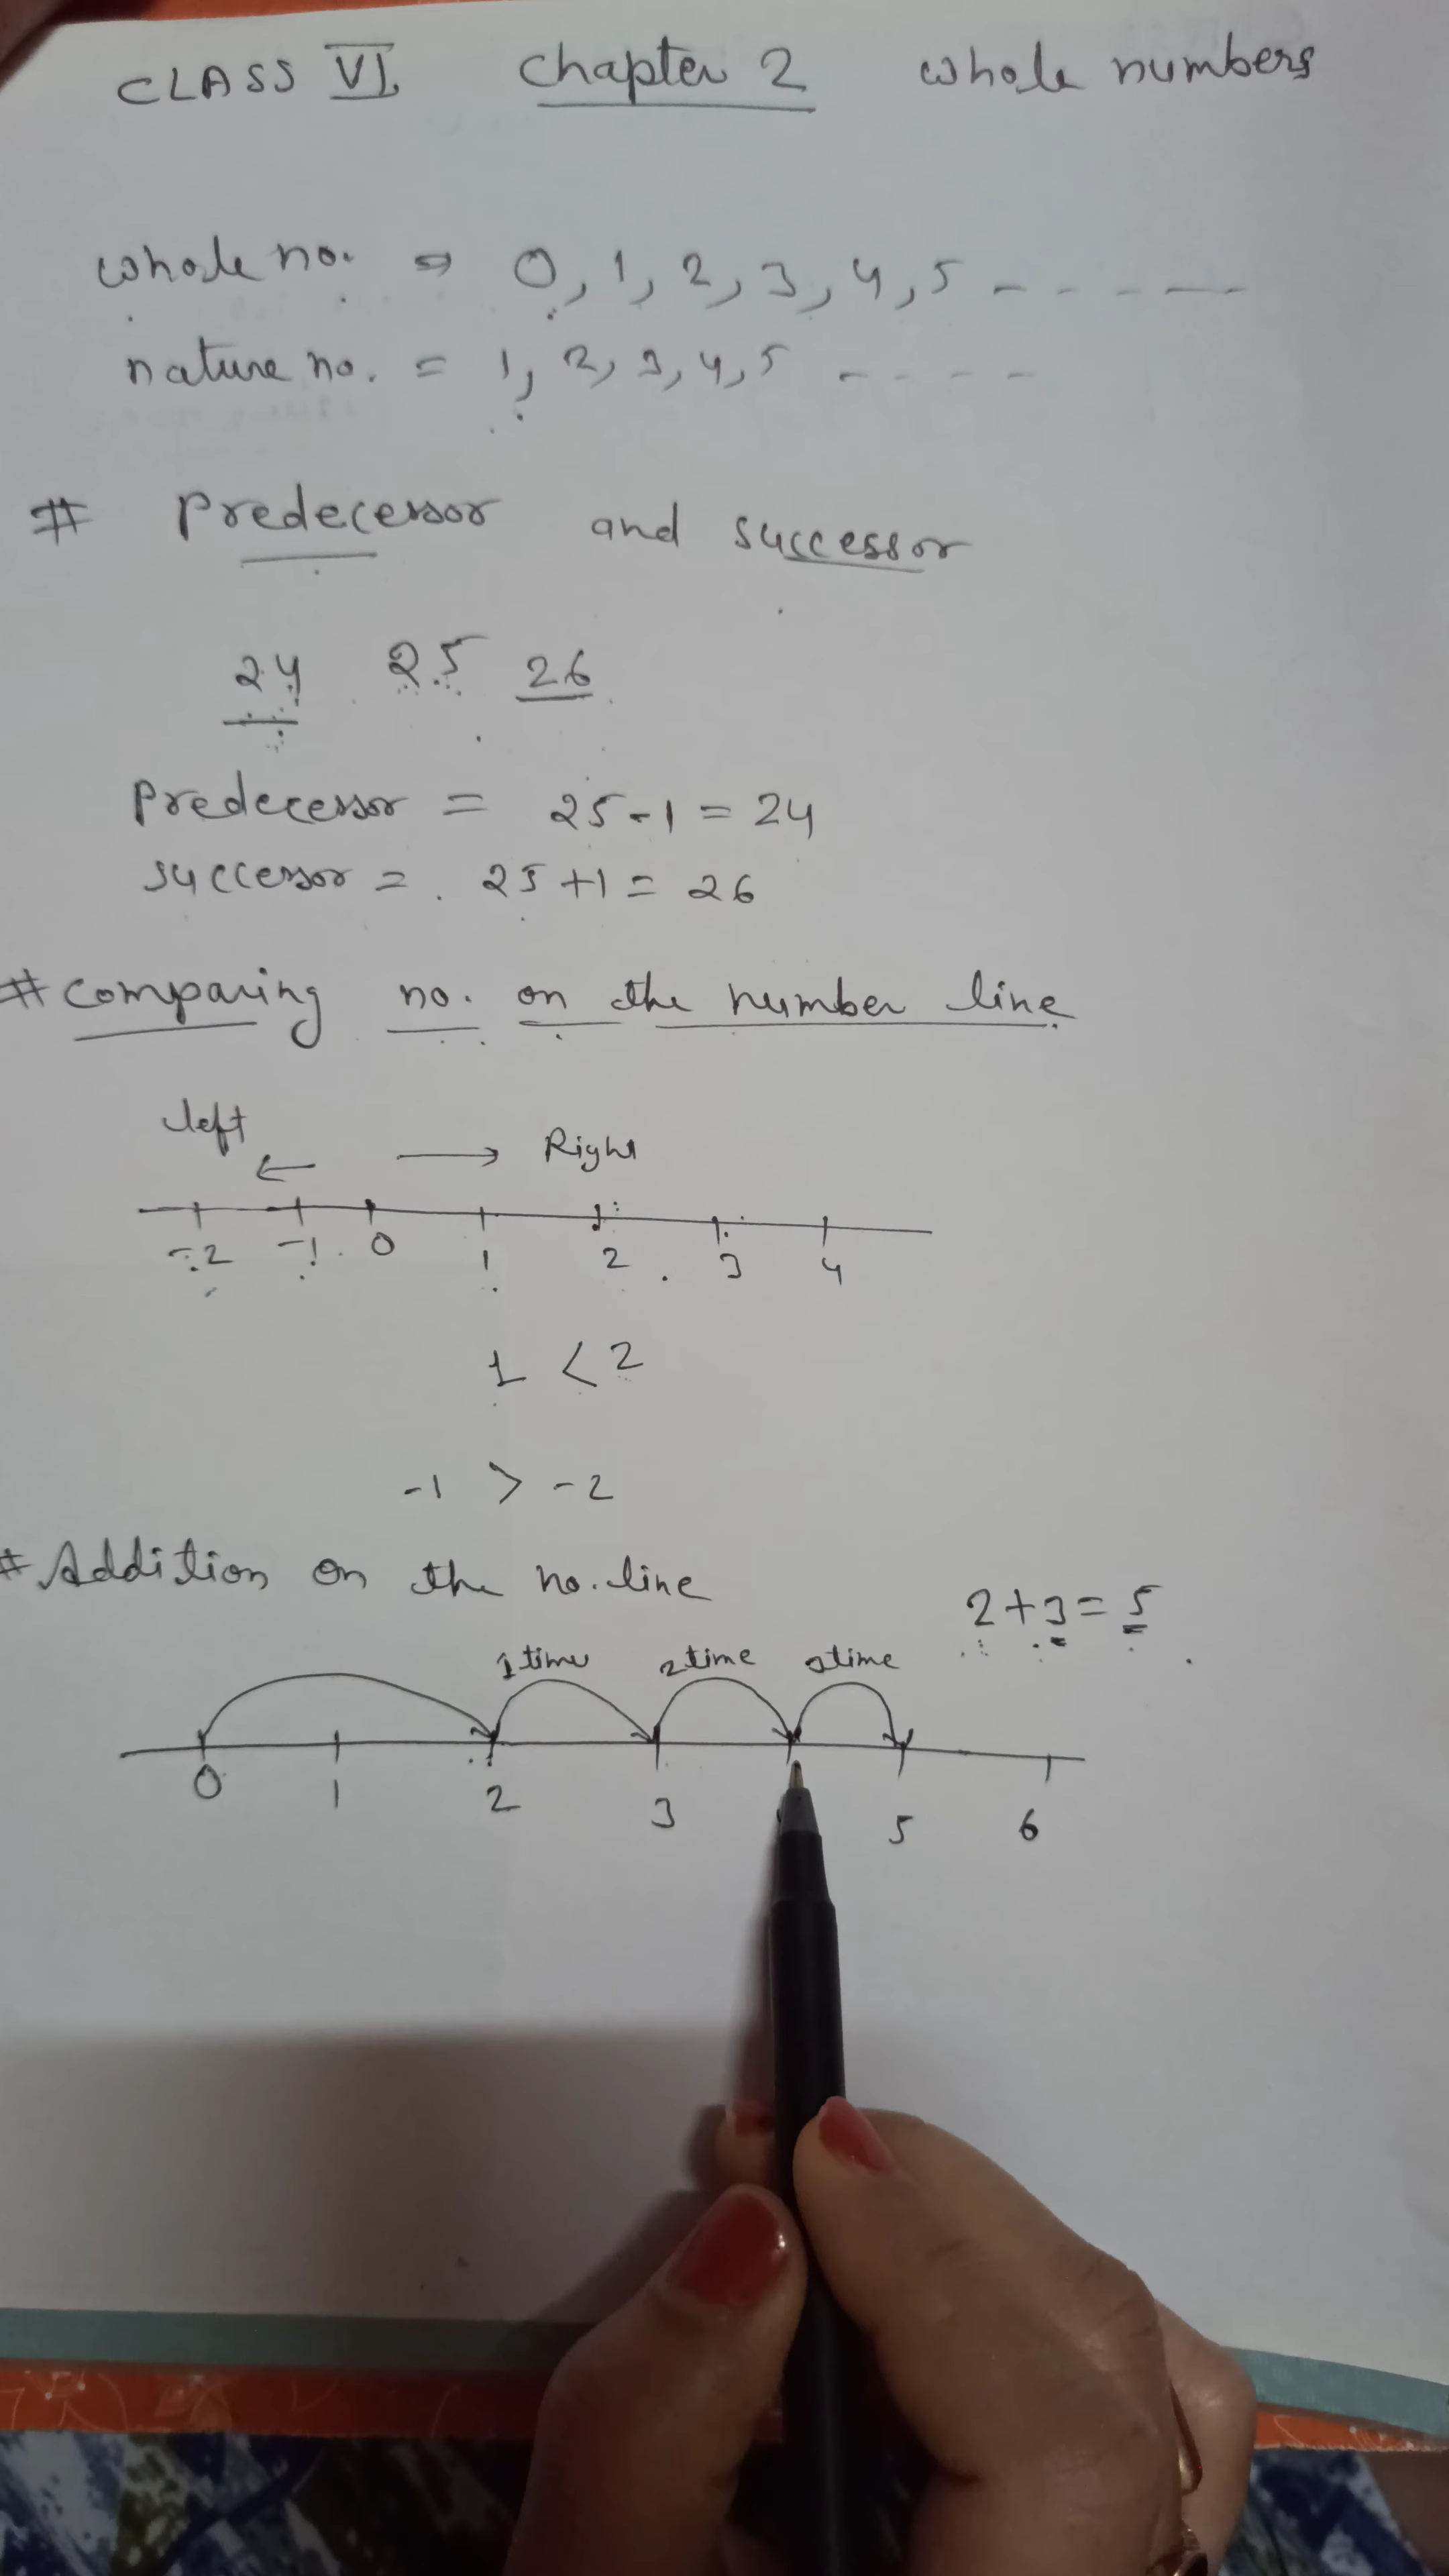 CLASS VI. Chapter 2 whole numbers
whole no. ⇒ 0, 1, 2, 3, 4, 5 - - - - -
nature no. = 1, 2, 3, 4, 5 - - - -
# Predecessor and successor
24 25 26
Predecessor = 25 - 1 = 24
successor = 25 + 1 = 26
# Comparing no. on the number line
left
← → Right
-2 -1 0 1 2 3 4
1 < 2
-1 > -2
# Addition on the no. line
2 + 3 = 5
1 time 2 time 3 time
0 1 2 3 5 6